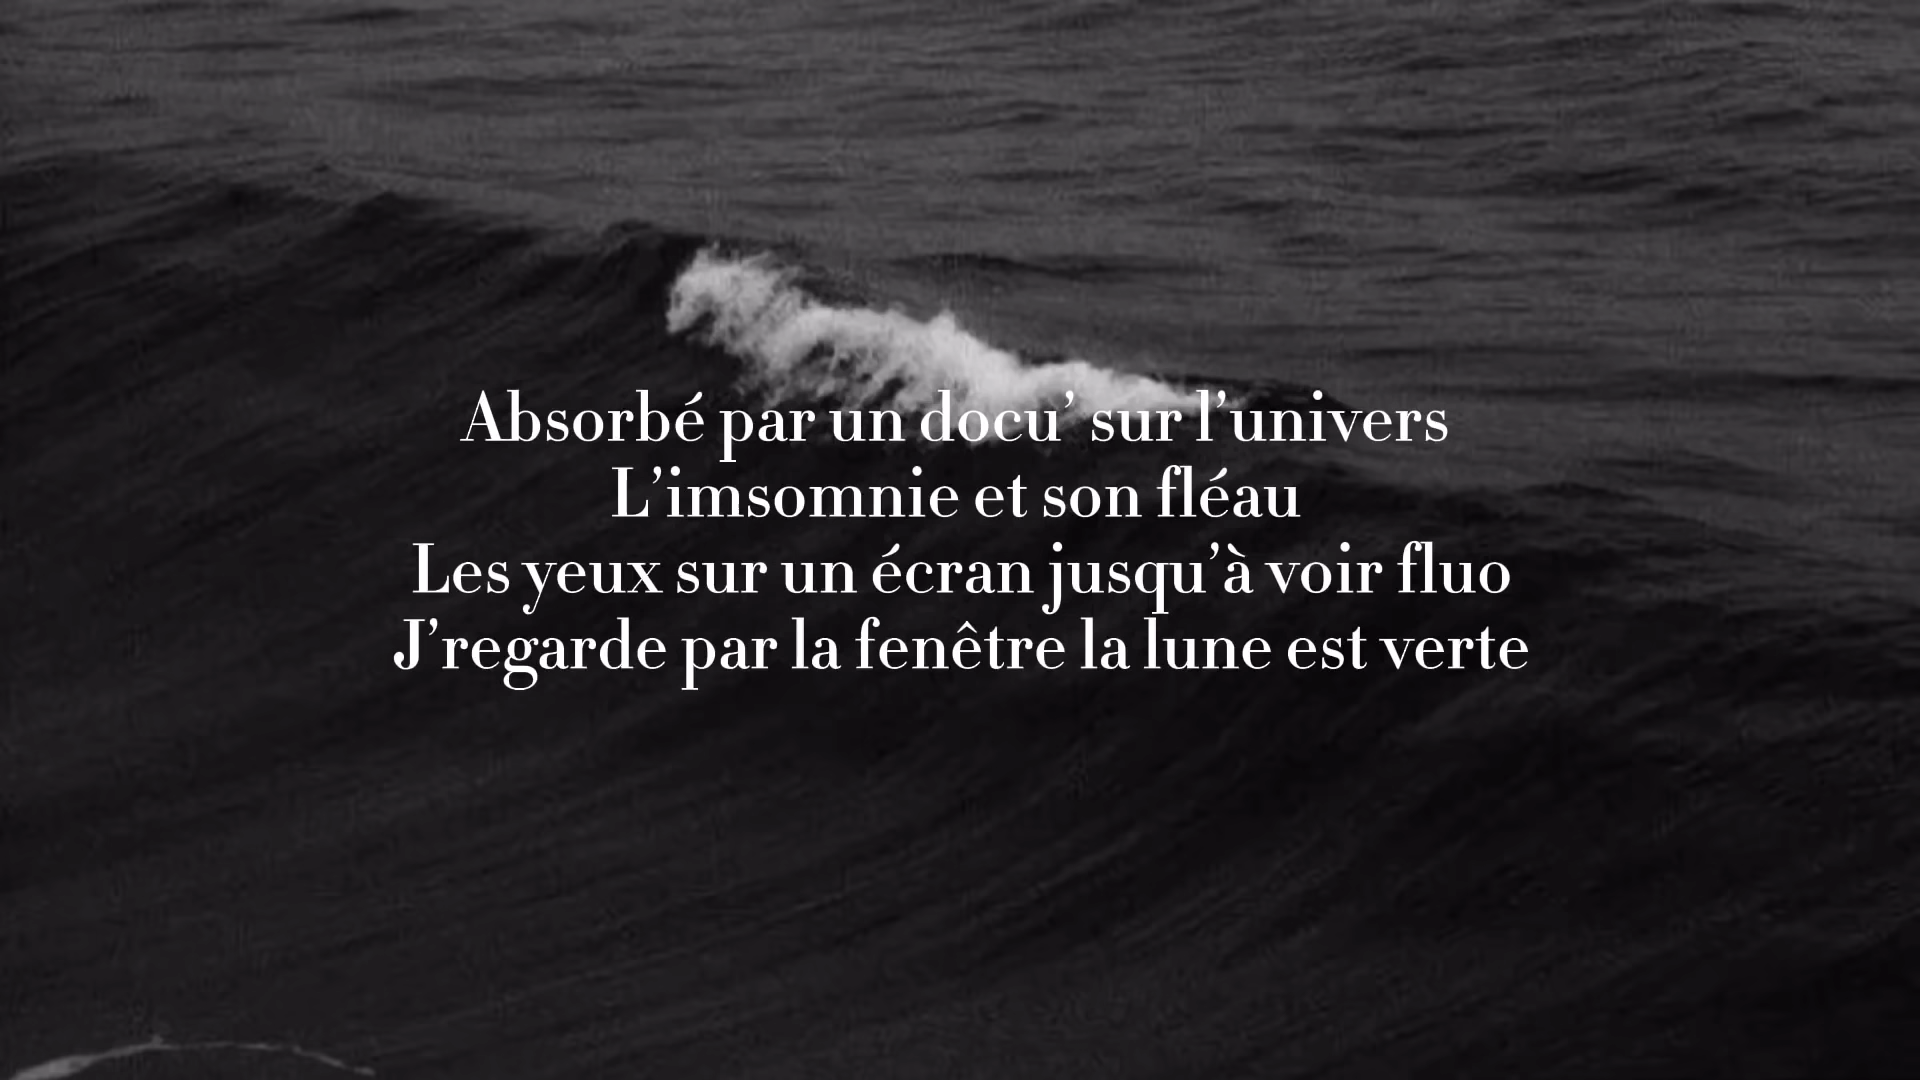 Absorbé par un docu’ sur l’univers
L’imsomnie et son fléau
Les yeux sur un écran jusqu’à voir fluo
J’regarde par la fenêtre la lune est verte